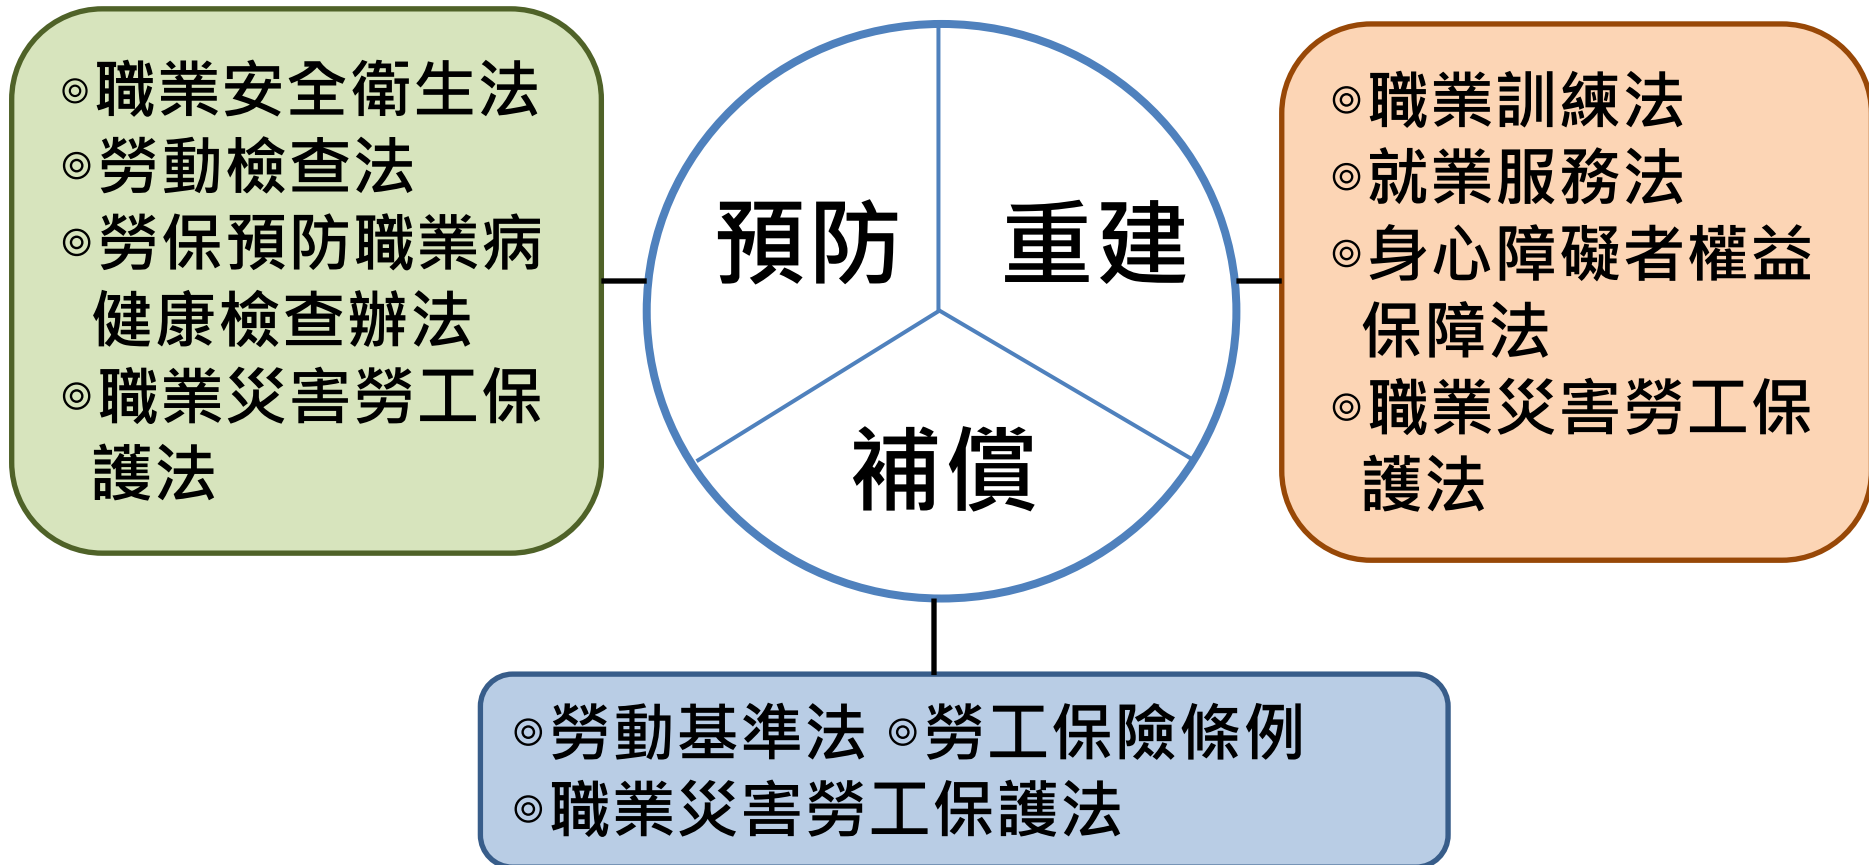 ◎職業安全衛生法
◎勞動檢查法
◎勞保預防職業病
健康檢查辦法
◎職業災害勞工保
護法
預防
重建
補償
◎職業訓練法
◎就業服務法
◎身心障礙者權益
保障法
◎職業災害勞工保
護法
◎勞動基準法 ◎勞工保險條例
◎職業災害勞工保護法